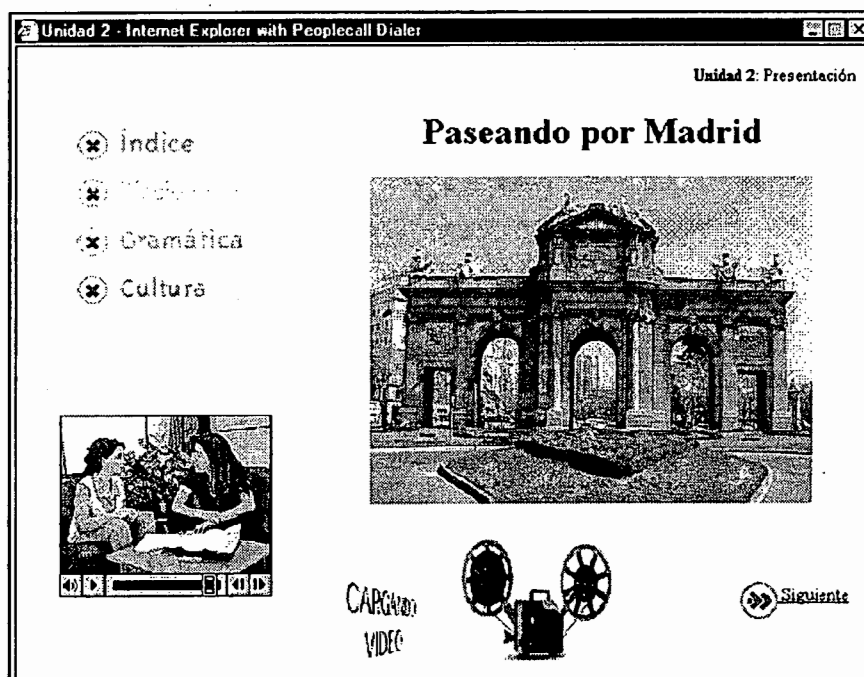 Unidad 2 - Internet Explorer with Peoplecall Dialer
Unidad 2: Presentación
Paseando por Madrid
Índice
Gramática
Cultura
CARGANDO
VIDEO
Siguiente